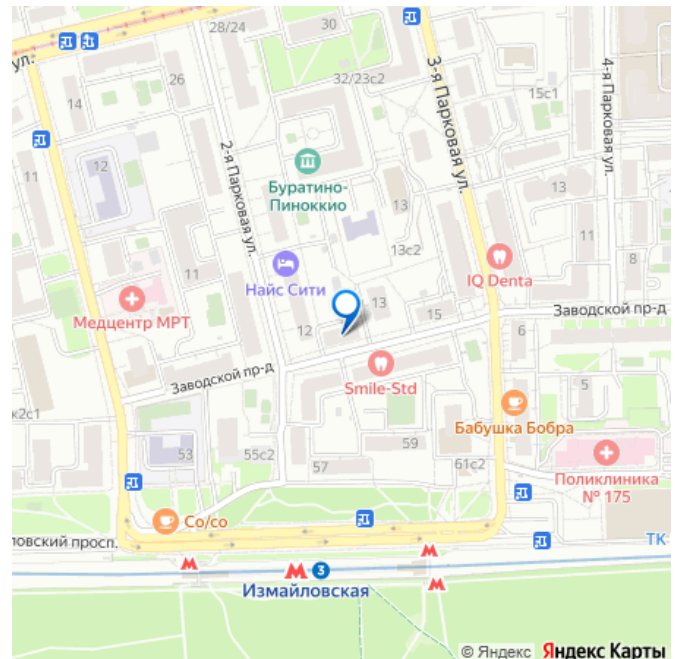 28/24
30
ул.
26
32/23с2
3-я Парковая ул.
15с1
4-я Парковая ул.
14
2-я Парковая ул.
11
12
Буратино-
Пиноккио
13
13
11
13с2
11
8
IQ Denta
Найс Сити
Медцентр МРТ
13
15
12
Заводской пр-д
6
Заводской пр-д
Smile-Std
5
к2с1
Бабушка Бобра
59
53
55с2
57
61с2
Поликлиника
№ 175
Co/co
ловский просп.
ТК
3
Измайловская
© Яндекс Яндекс Карты